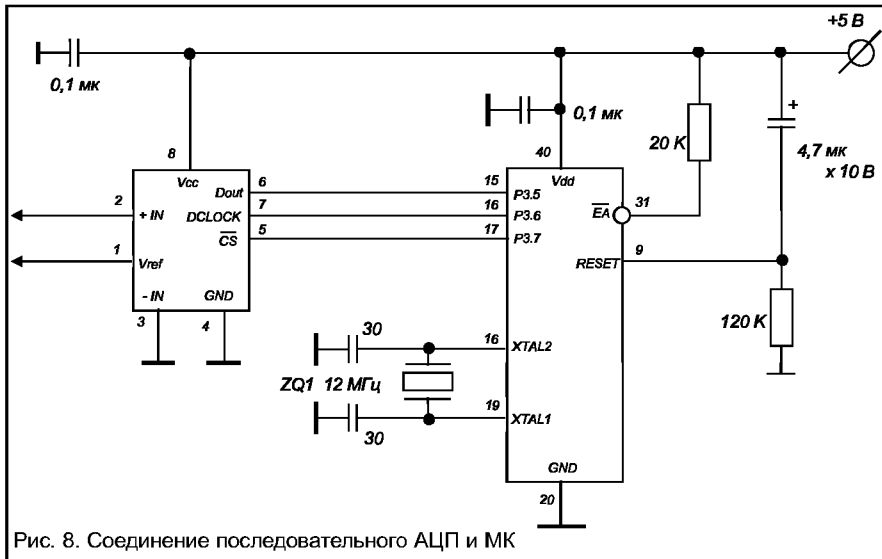 +5 В
0,1 мк
0,1 мк
8
40
20 K
+
4,7 мк
x 10 В
Vcc
Vdd
2
+ IN
Dout
6
15
P3.5
DCLOCK
7
16
P3.6
EA
31
1
Vref
CS
5
17
P3.7
RESET
9
- IN
GND
3
4
120 K
30
16
XTAL2
ZQ1 12 МГц
19
XTAL1
30
GND
20
Рис. 8. Соединение последовательного АЦП и МК